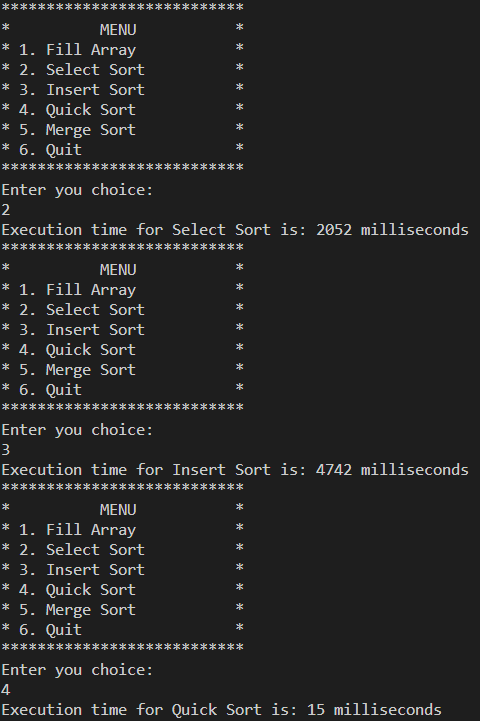 ***************************
*          MENU           *
* 1. Fill Array           *
* 2. Select Sort          *
* 3. Insert Sort          *
* 4. Quick Sort           *
* 5. Merge Sort           *
* 6. Quit                 *
***************************
Enter you choice:
2
Execution time for Select Sort is: 2052 milliseconds
***************************
*          MENU           *
* 1. Fill Array           *
* 2. Select Sort          *
* 3. Insert Sort          *
* 4. Quick Sort           *
* 5. Merge Sort           *
* 6. Quit                 *
***************************
Enter you choice:
3
Execution time for Insert Sort is: 4742 milliseconds
***************************
*          MENU           *
* 1. Fill Array           *
* 2. Select Sort          *
* 3. Insert Sort          *
* 4. Quick Sort           *
* 5. Merge Sort           *
* 6. Quit                 *
***************************
Enter you choice:
4
Execution time for Quick Sort is: 15 milliseconds